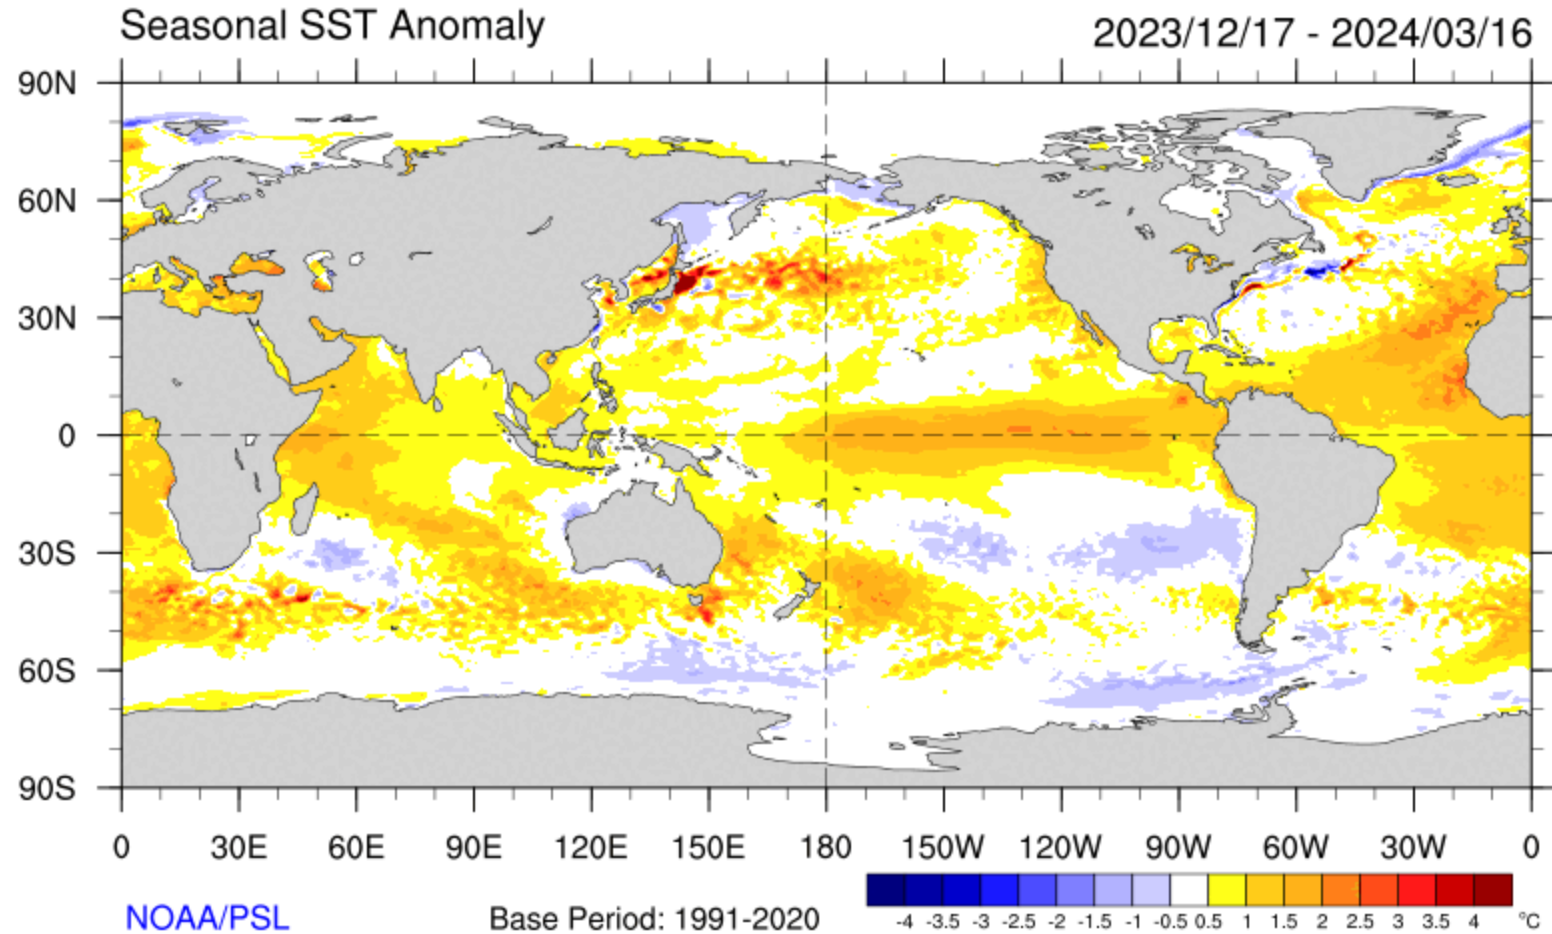 Seasonal SST Anomaly 2023/12/17 - 2024/03/16
90N
60N
30N
0
30S
60S
90S
0 30E 60E 90E 120E 150E 180 150W 120W 90W 60W 30W 0
NOAA/PSL Base Period: 1991-2020
-4 -3.5 -3 -2.5 -2 -1.5 -1 -0.5 0.5 1 1.5 2 2.5 3 3.5 4 °C